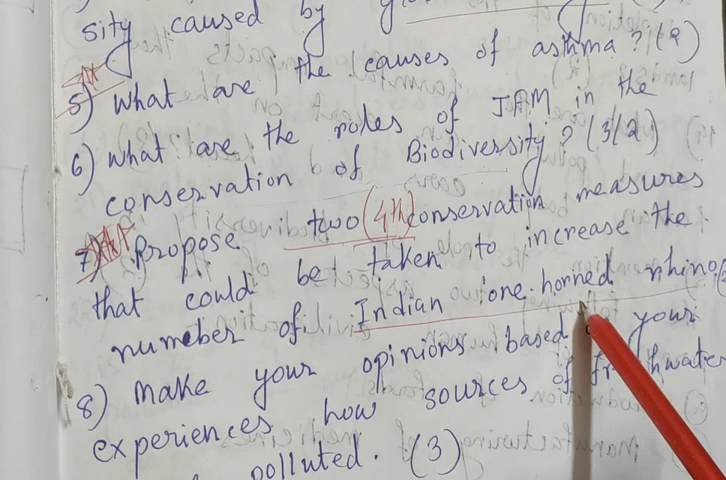 sity caused by
5) What are the causes of asthma? (2)
6) What are the roles of JFM in the
conservation of Biodiversity? (3/2)
7) Propose two (4th) conservation measures
that could be taken to increase the
number of Indian one horned rhino
8) Make your opinions based your
experiences how sources of freshwater
polluted. (3)